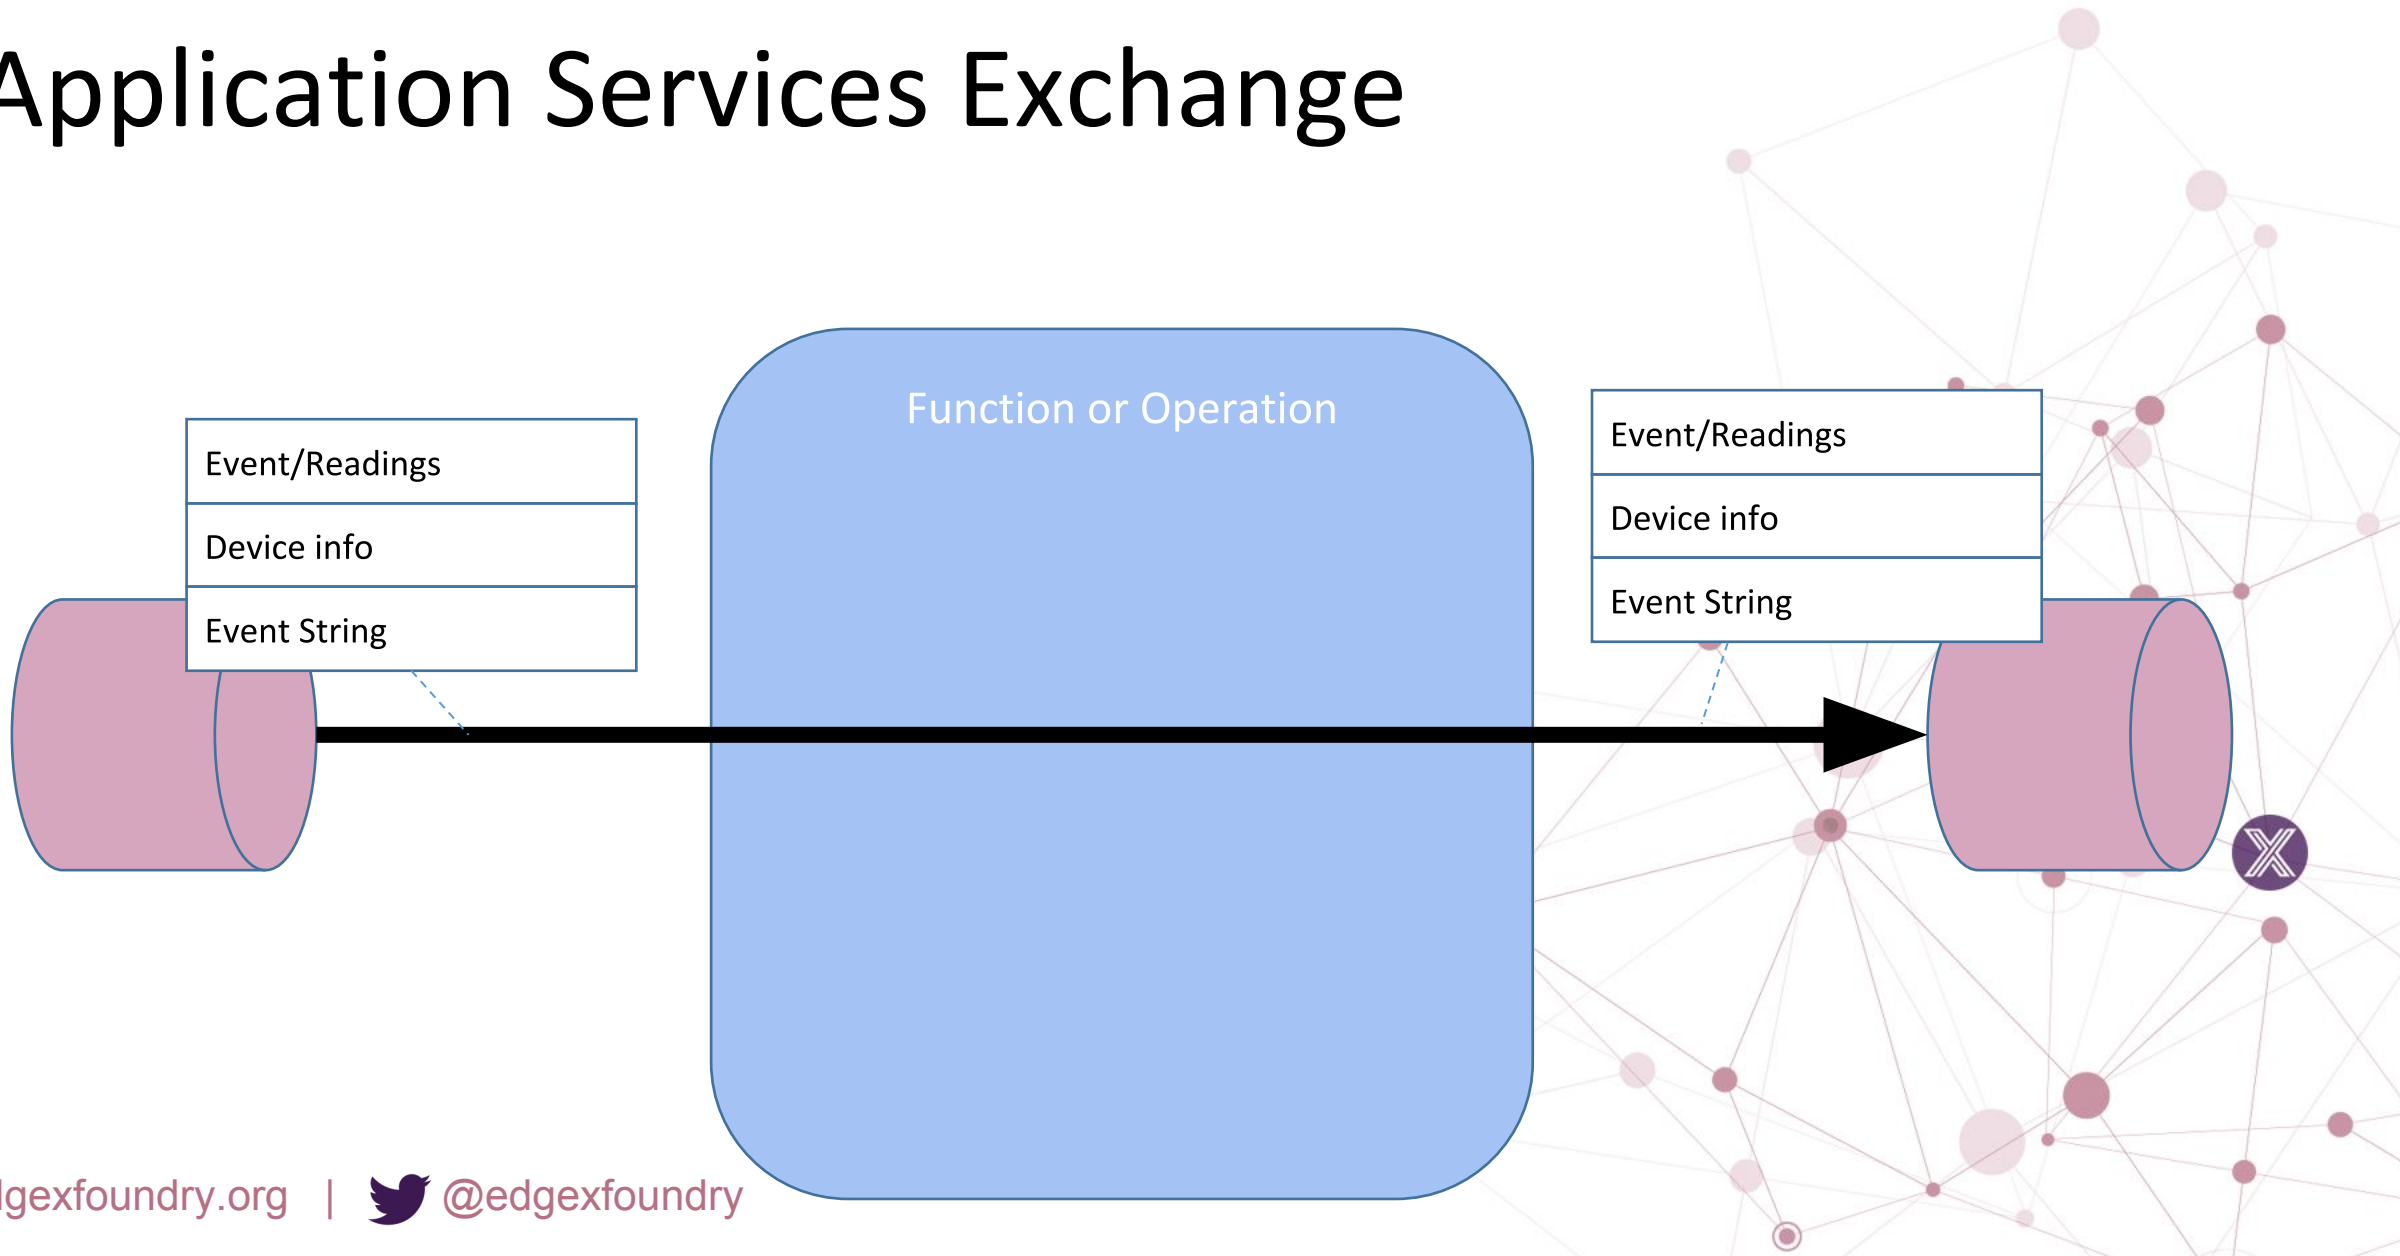 Application Services Exchange
Function or Operation
Event/Readings
Device info
Event String
Event/Readings
Device info
Event String
dgexfoundry.org | @edgexfoundry